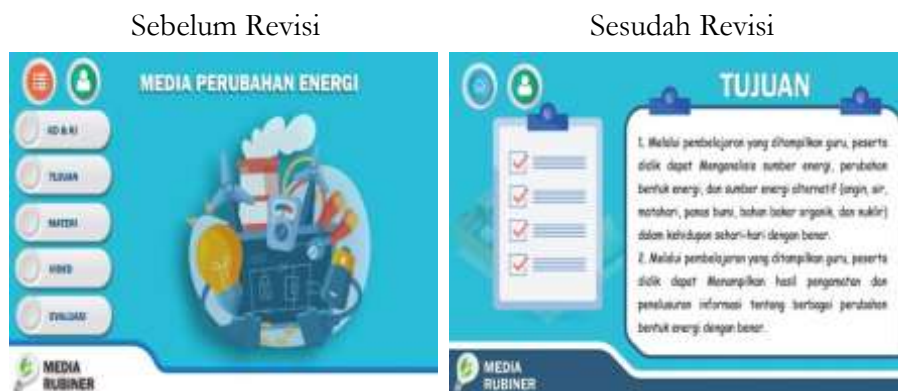 Sebelum Revisi
Sesudah Revisi
MEDIA PERUBAHAN ENERGI
KD & KI
TUJUAN
MATERI
VIDEO
EVALUASI
MEDIA
RUBINER
TUJUAN
1. Melalui pembelajaran yang ditampilkan guru, peserta
didik dapat Menganalisis sumber energi, perubahan
bentuk energi, dan sumber energi alternatif (angin, air,
matahari, panas bumi, bahan bakar organik, dan nuklir)
dalam kehidupan sehari-hari dengan benar.
2. Melalui pembelajaran yang ditampilkan guru, peserta
didik dapat Menampilkan hasil pengamatan dan
penelusuran informasi tentang berbagai perubahan
bentuk energi dengan benar.
MEDIA
RUBINER